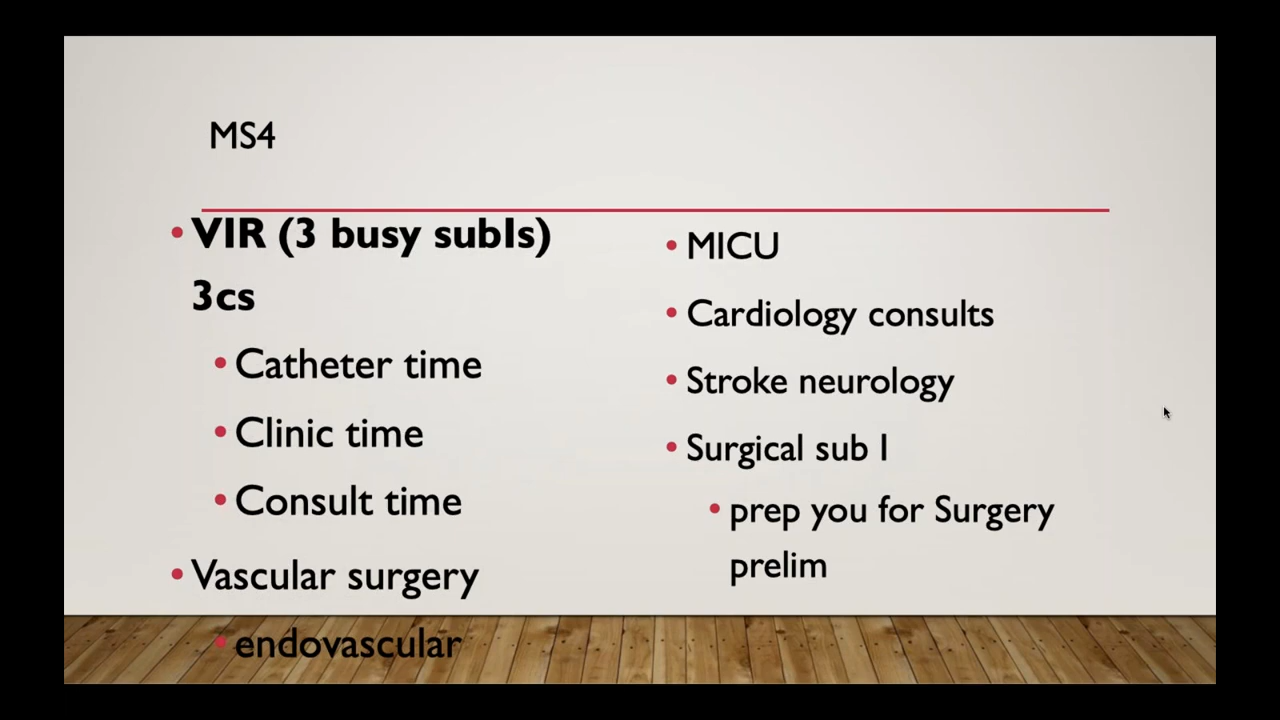 MS4
• VIR (3 busy subIs)
3cs
• Catheter time
• Clinic time
• Consult time
• Vascular surgery
• endovascular
• MICU
• Cardiology consults
• Stroke neurology
• Surgical sub I
• prep you for Surgery
prelim